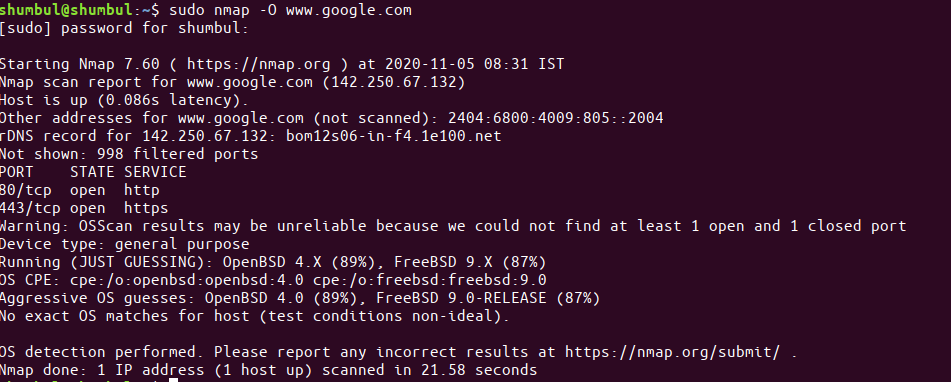 shumbul@shumbul:~$ sudo nmap -O www.google.com
[sudo] password for shumbul:
Starting Nmap 7.60 ( https://nmap.org ) at 2020-11-05 08:31 IST
Nmap scan report for www.google.com (142.250.67.132)
Host is up (0.086s latency).
Other addresses for www.google.com (not scanned): 2404:6800:4009:805::2004
rDNS record for 142.250.67.132: bom12s06-in-f4.1e100.net
Not shown: 998 filtered ports
PORT    STATE SERVICE
80/tcp  open  http
443/tcp open  https
Warning: OSScan results may be unreliable because we could not find at least 1 open and 1 closed port
Device type: general purpose
Running (JUST GUESSING): OpenBSD 4.X (89%), FreeBSD 9.X (87%)
OS CPE: cpe:/o:openbsd:openbsd:4.0 cpe:/o:freebsd:freebsd:9.0
Aggressive OS guesses: OpenBSD 4.0 (89%), FreeBSD 9.0-RELEASE (87%)
No exact OS matches for host (test conditions non-ideal).
OS detection performed. Please report any incorrect results at https://nmap.org/submit/ .
Nmap done: 1 IP address (1 host up) scanned in 21.58 seconds